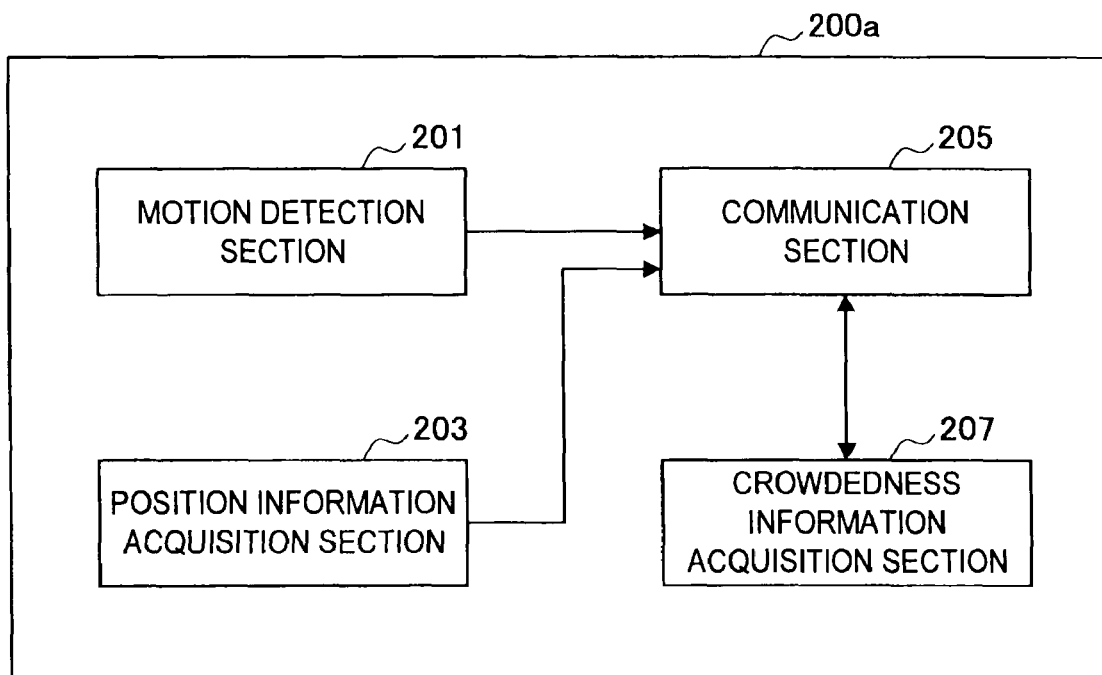 200a
201
MOTION DETECTION
SECTION
205
COMMUNICATION
SECTION
203
POSITION INFORMATION
ACQUISITION SECTION
207
CROWDEDNESS
INFORMATION
ACQUISITION SECTION